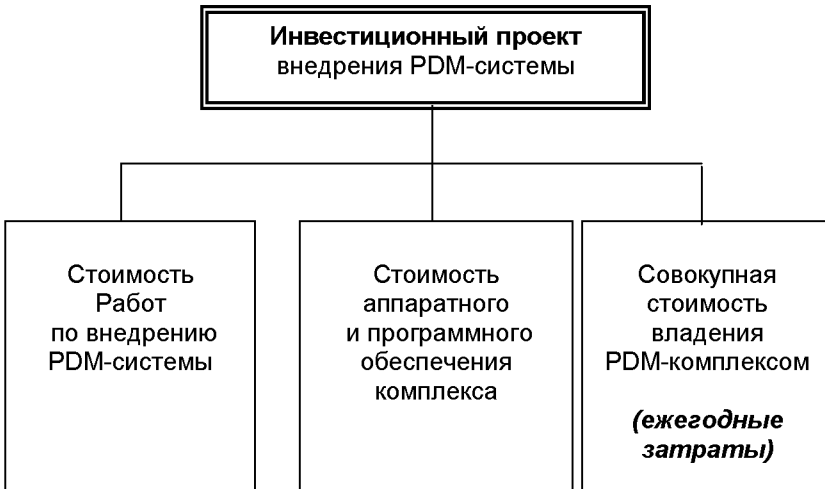 Инвестиционный проект
внедрения PDM-системы
Стоимость
Работ
по внедрению
PDM-системы
Стоимость
аппаратного
и программного
обеспечения
комплекса
Совокупная
стоимость
владения
PDM-комплексом
(ежегодные
затраты)